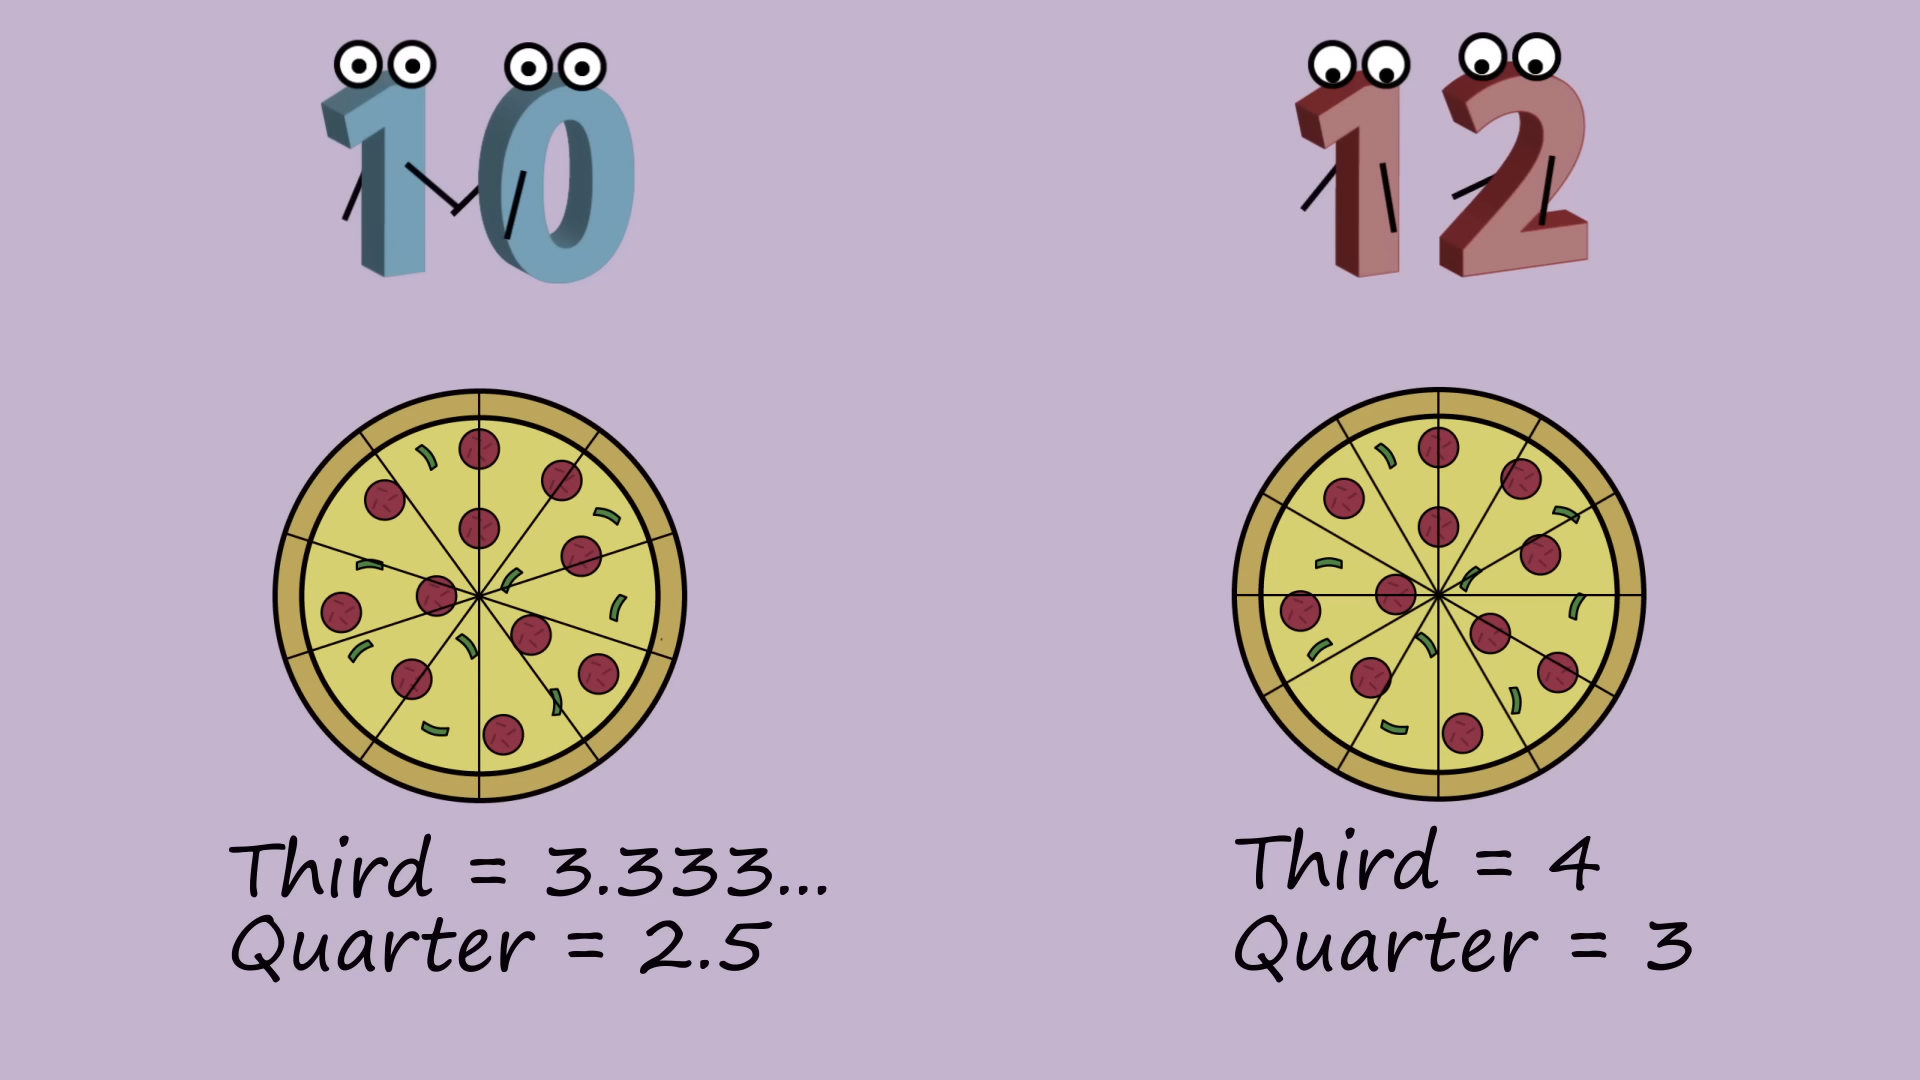 10
12
Third = 3.333...
Quarter = 2.5
Third = 4
Quarter = 3